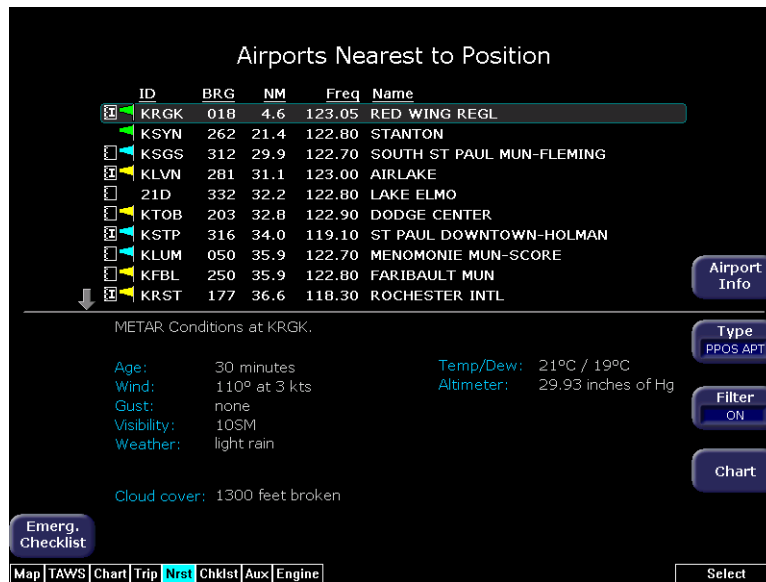 Airports Nearest to Position
ID BRG NM Freq Name
I KRGK 018 4.6 123.05 RED WING REGL
KSYN 262 21.4 122.80 STANTON
KSGS 312 29.9 122.70 SOUTH ST PAUL MUN-FLEMING
I KLVN 281 31.1 123.00 AIRLAKE
21D 332 32.2 122.80 LAKE ELMO
KTOB 203 32.8 122.90 DODGE CENTER
I KSTP 316 34.0 119.10 ST PAUL DOWNTOWN-HOLMAN
KLUM 050 35.9 122.70 MENOMONIE MUN-SCORE
KFBL 250 35.9 122.80 FARIBAULT MUN
I KRST 177 36.6 118.30 ROCHESTER INTL
Airport
Info
METAR Conditions at KRGK.
Type
PPOS APT
Age: 30 minutes
Temp/Dew: 21ºC / 19ºC
Wind: 110º at 3 kts
Altimeter: 29.93 inches of Hg
Gust: none
Filter
ON
Visibility: 10SM
Weather: light rain
Chart
Cloud cover: 1300 feet broken
Emerg.
Checklist
Map TAWS Chart Trip Nrst Chklst Aux Engine
Select